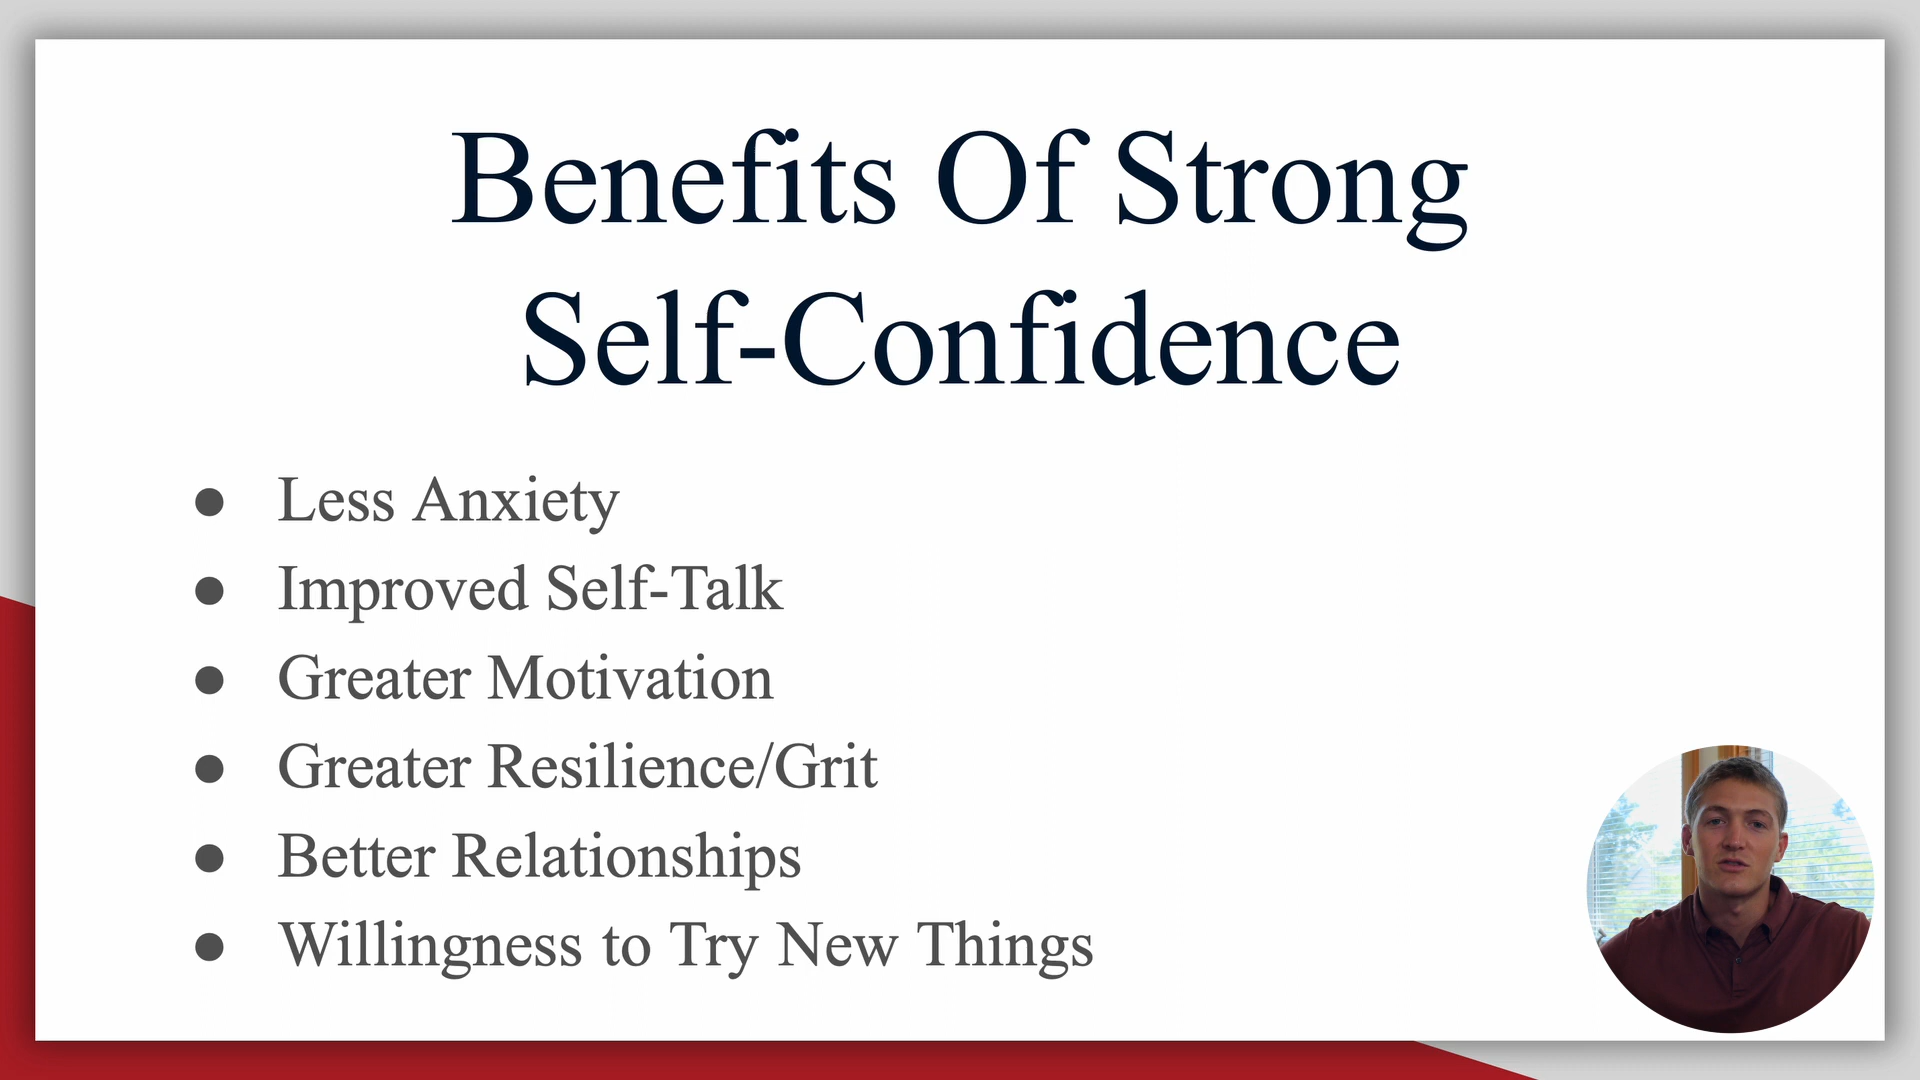 Benefits Of Strong
Self-Confidence
● Less Anxiety
● Improved Self-Talk
● Greater Motivation
● Greater Resilience/Grit
● Better Relationships
● Willingness to Try New Things